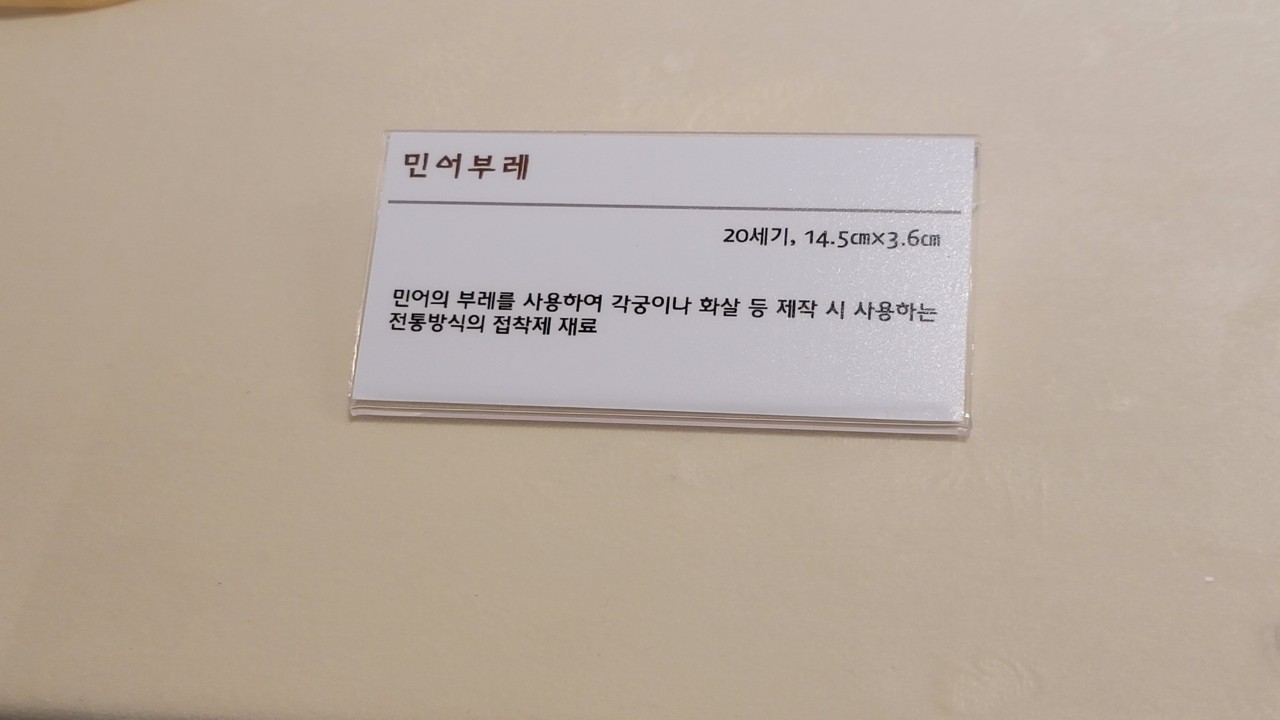 민어부레
20세기, 14.5㎝×3.6㎝
민어의 부레를 사용하여 각궁이나 화살 등 제작 시 사용하는
전통방식의 접착제 재료